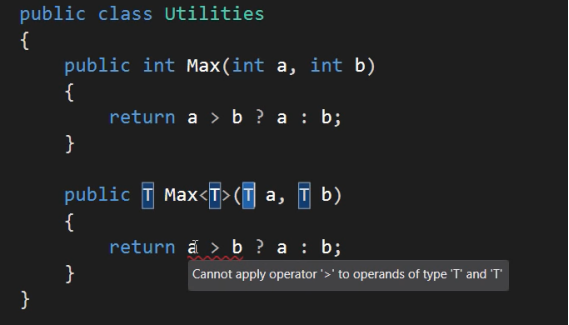 public class Utilities
{
    public int Max(int a, int b)
    {
        return a > b ? a : b;
    }
    public T Max<T>(T a, T b)
    {
        return a > b ? a : b;
Cannot apply operator '>' to operands of type 'T' and 'T'
    }
}